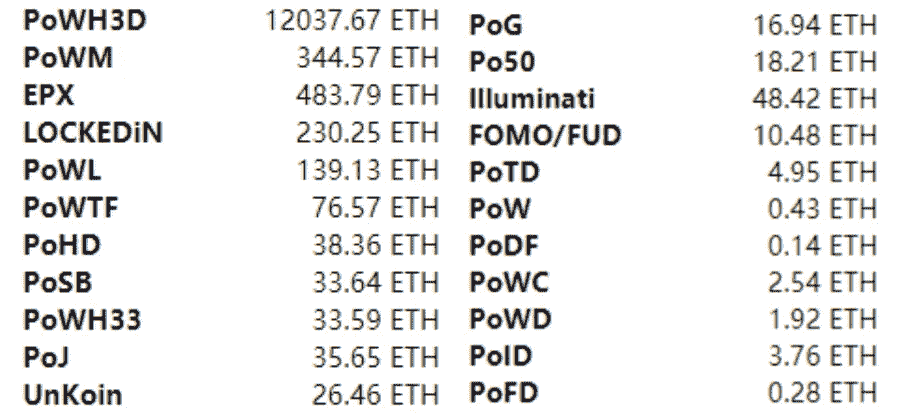 PoWH3D 12037.67 ETH
PoWM 344.57 ETH
EPX 483.79 ETH
LOCKEDiN 230.25 ETH
PoWL 139.13 ETH
PoWTF 76.57 ETH
PoHD 38.36 ETH
PoSB 33.64 ETH
PoWH33 33.59 ETH
PoJ 35.65 ETH
UnKoin 26.46 ETH
PoG 16.94 ETH
Po50 18.21 ETH
Illuminati 48.42 ETH
FOMO/FUD 10.48 ETH
PoTD 4.95 ETH
PoW 0.43 ETH
PoDF 0.14 ETH
PoWC 2.54 ETH
PoWD 1.92 ETH
PoID 3.76 ETH
PoFD 0.28 ETH